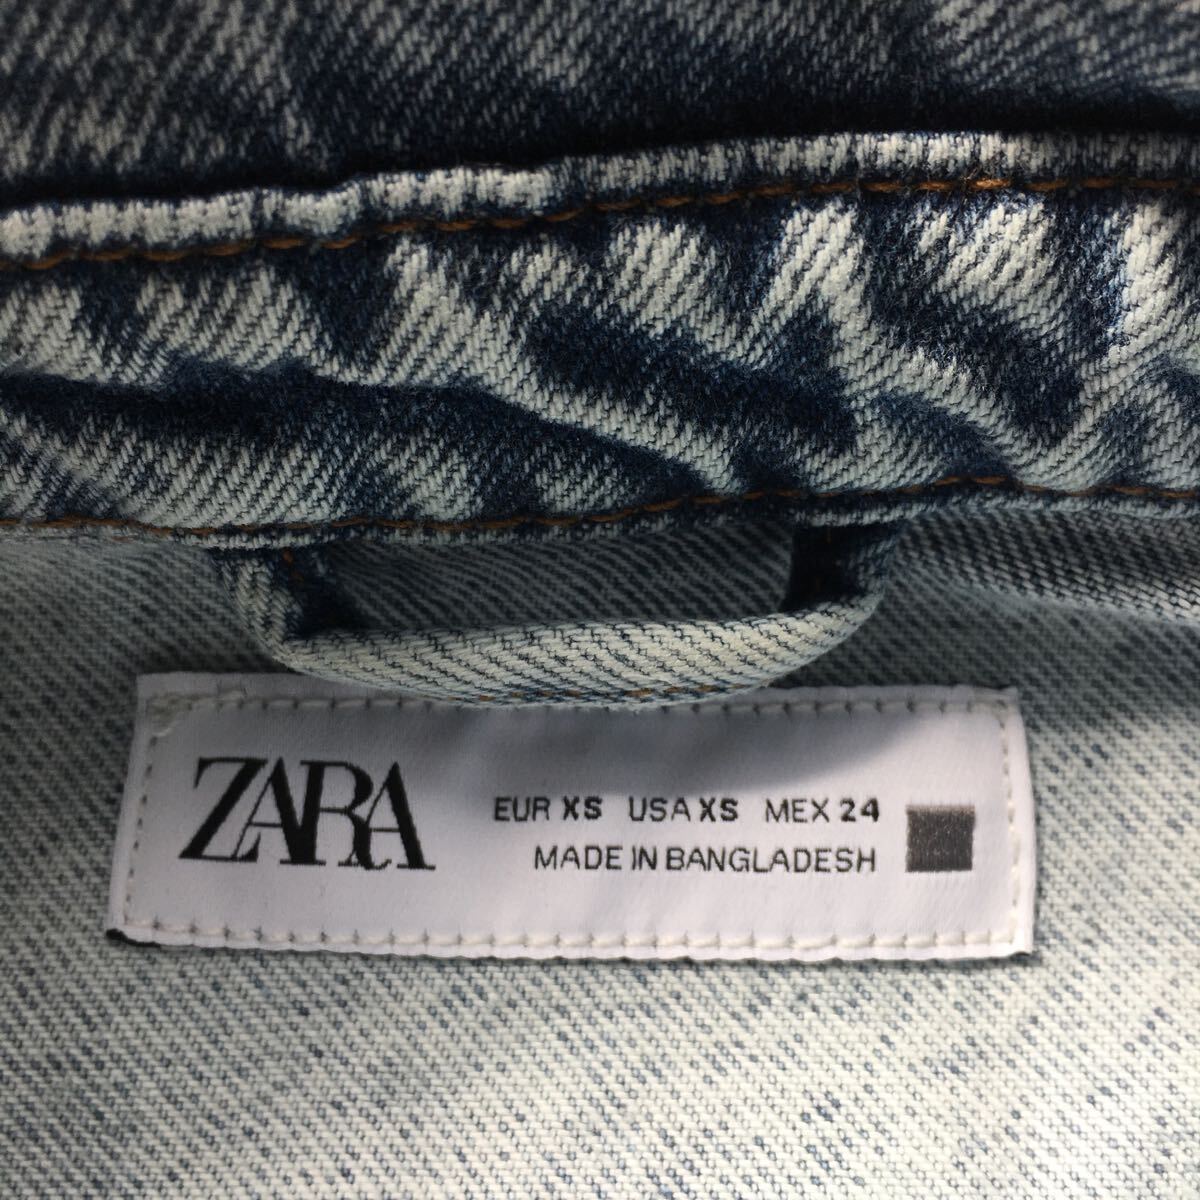 ZARA
EUR XS USA XS MEX 24
MADE IN BANGLADESH